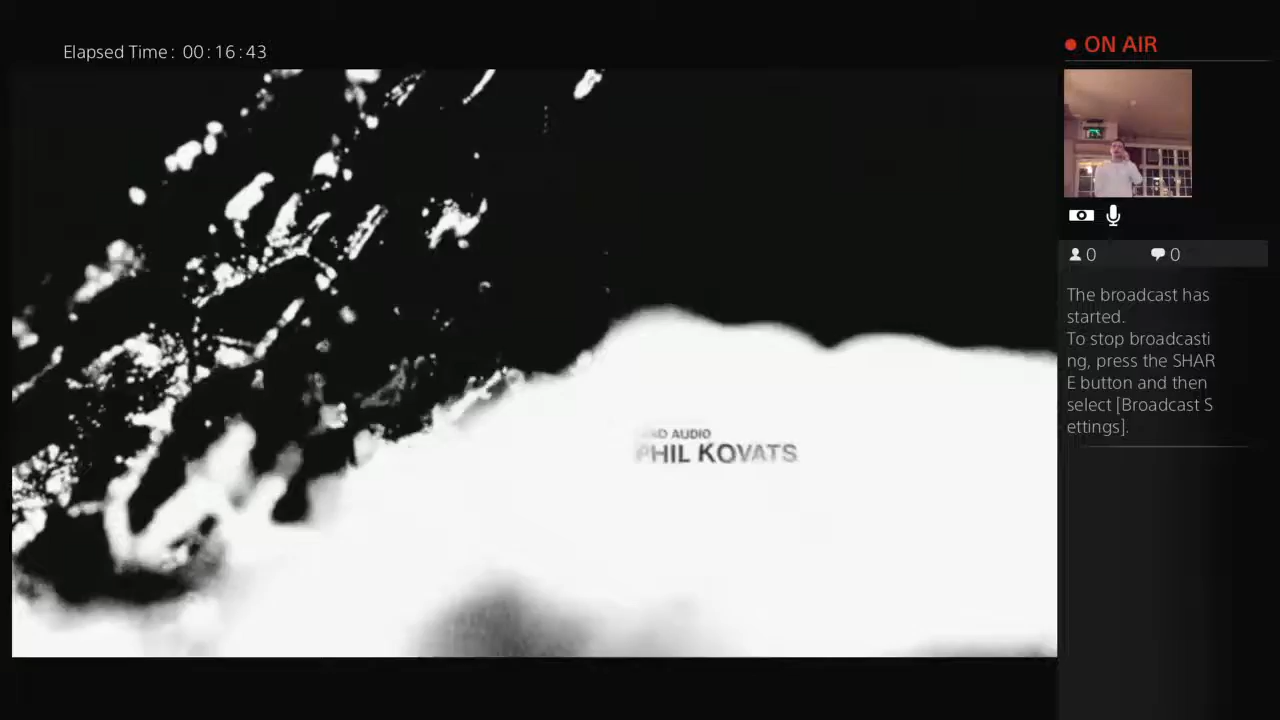 Elapsed Time: 00:16:43
ON AIR
0 0
The broadcast has
started.
To stop broadcasti
ng, press the SHAR
E button and then
select [Broadcast S
ettings].
AUDIO
PHIL KOVATS